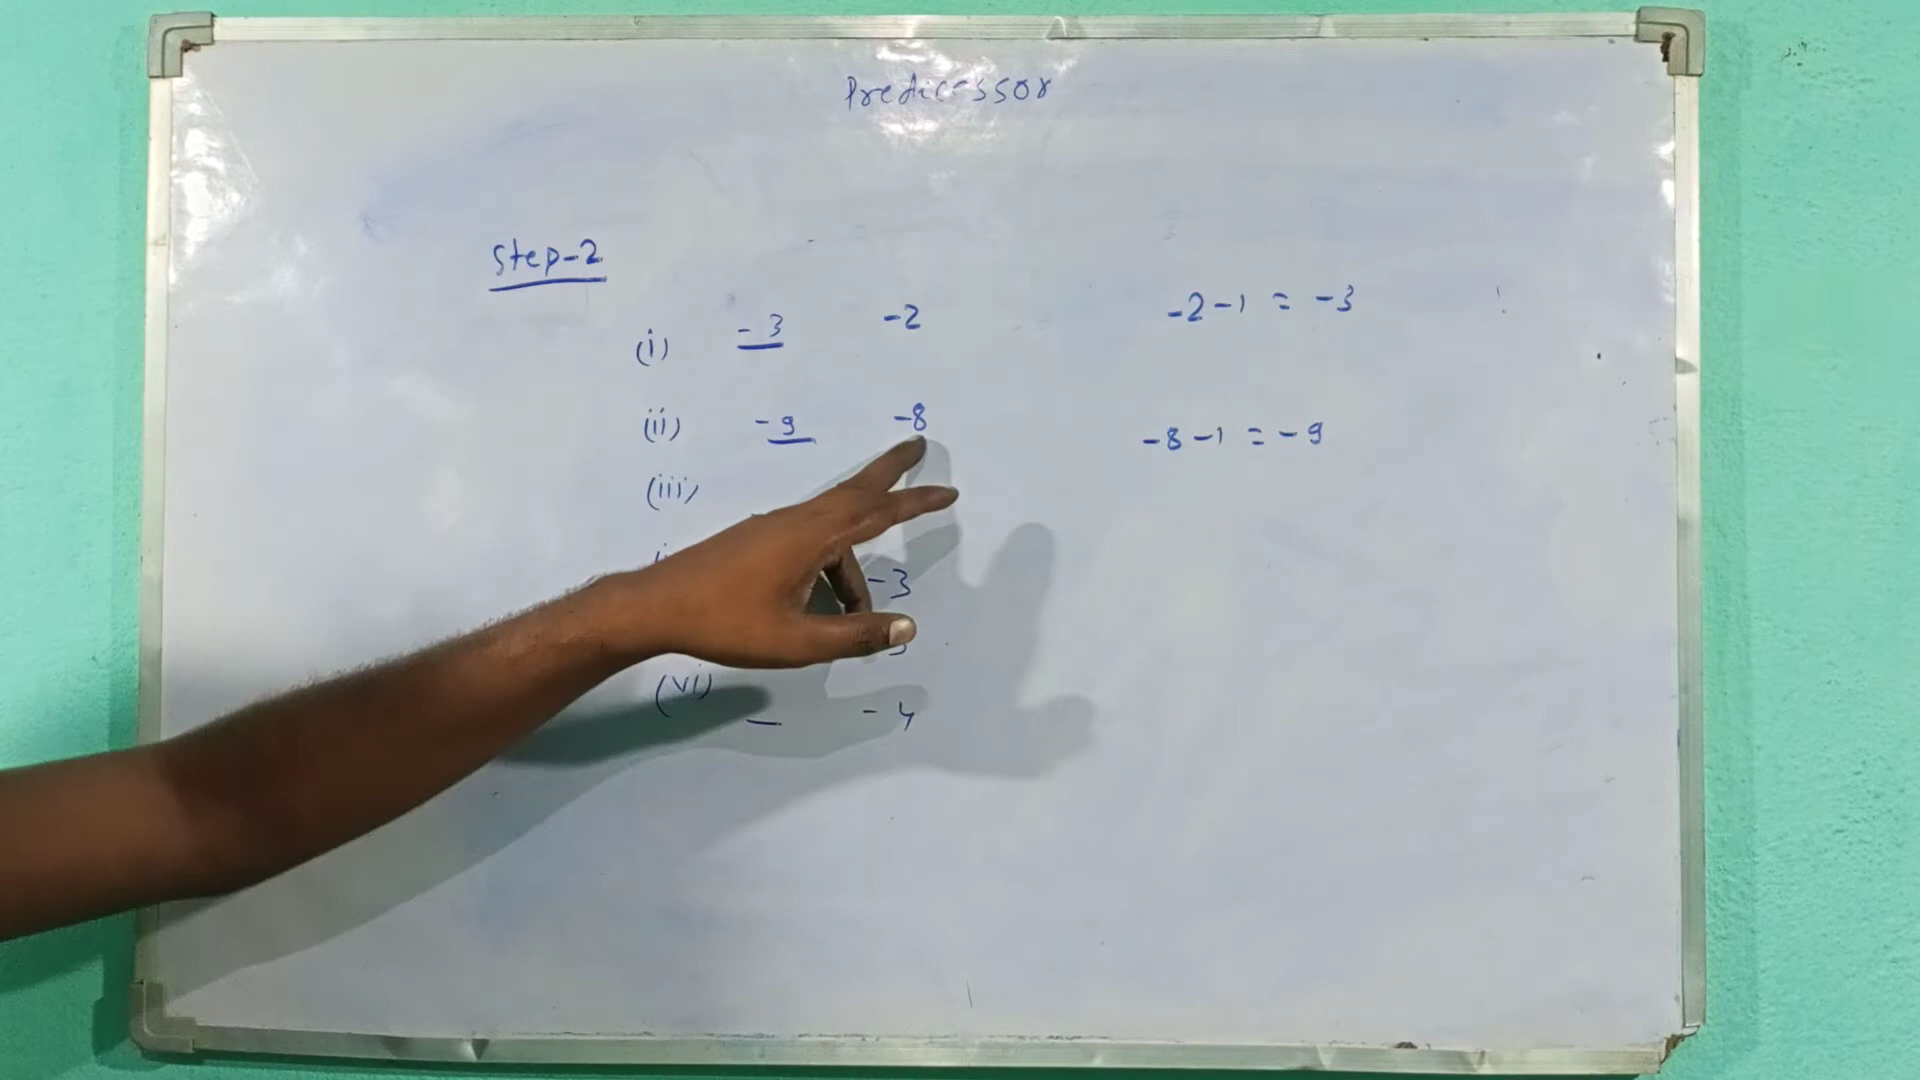 Predicessor
Step-2
(i) -3 -2 -2-1 = -3
(ii) -9 -8 -8-1 = -9
(iii)
-3
(vi)
- 4